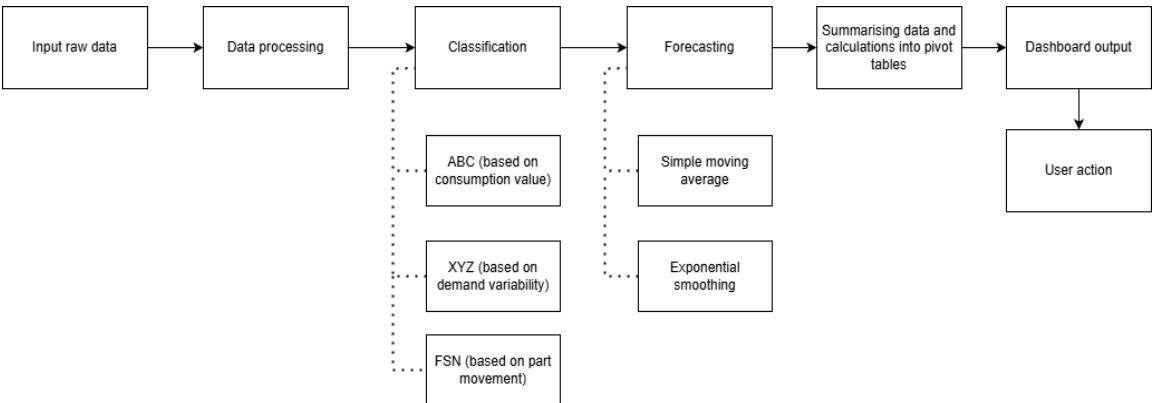 Input raw data
Data processing
Classification
Forecasting
Summarising data and
calculations into pivot
tables
Dashboard output
User action
ABC (based on
consumption value)
XYZ (based on
demand variability)
FSN (based on part
movement)
Simple moving
average
Exponential
smoothing